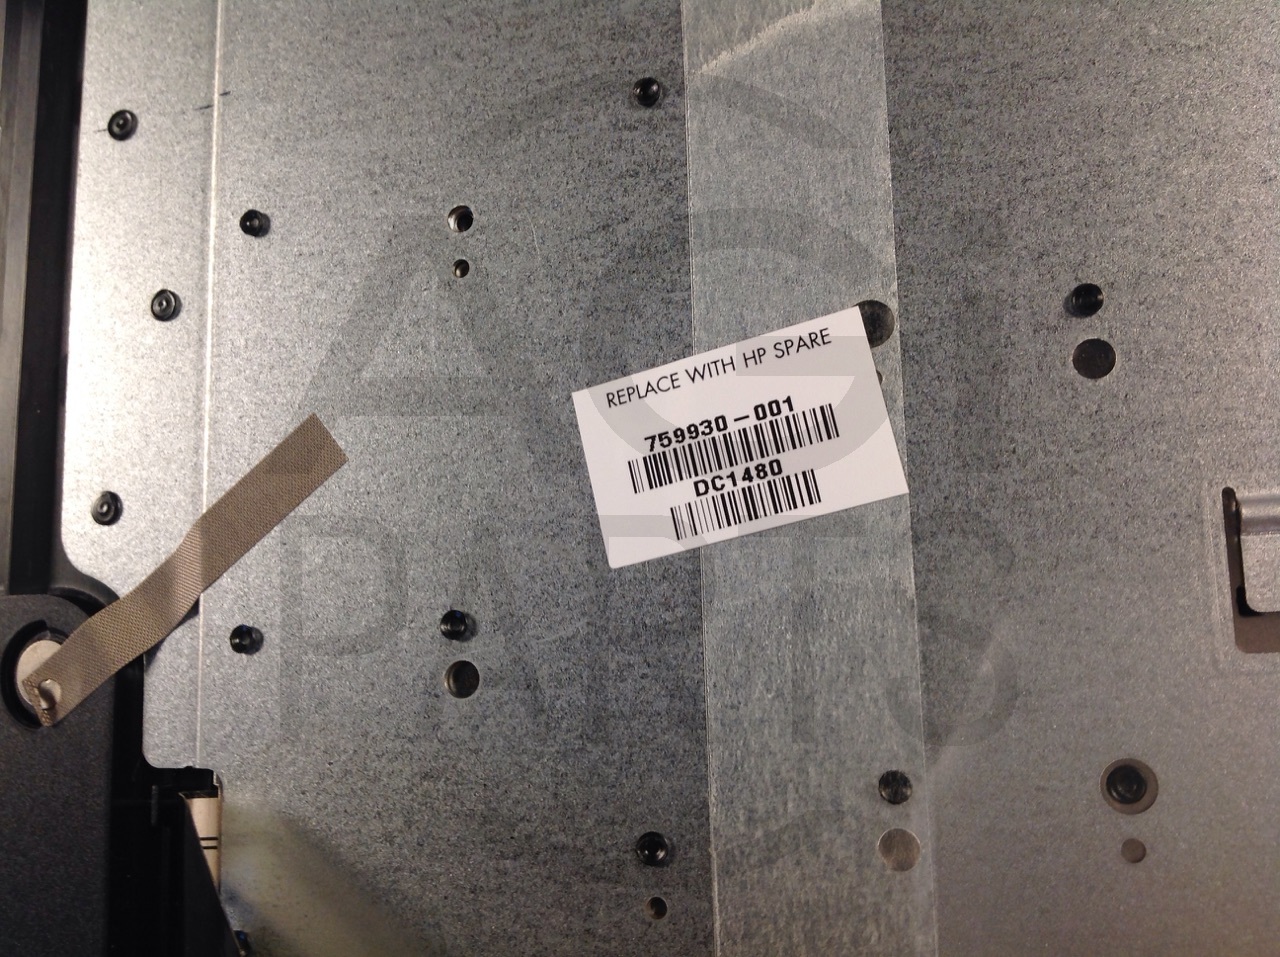 REPLACE WITH HP SPARE
759930-001
DC1480